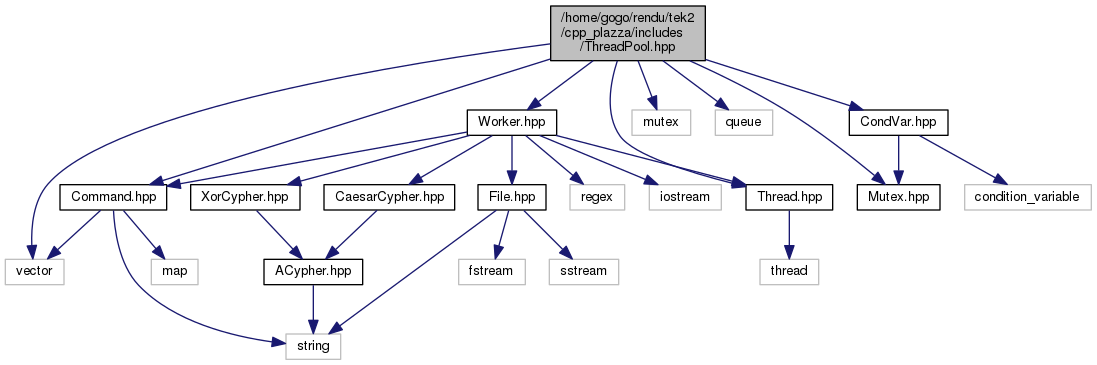 /home/gogo/rendu/tek2
/cpp_plazza/includes
/ThreadPool.hpp
Worker.hpp
mutex
queue
CondVar.hpp
Command.hpp
XorCypher.hpp
CaesarCypher.hpp
File.hpp
regex
iostream
Thread.hpp
Mutex.hpp
condition_variable
vector
map
ACypher.hpp
fstream
sstream
thread
string